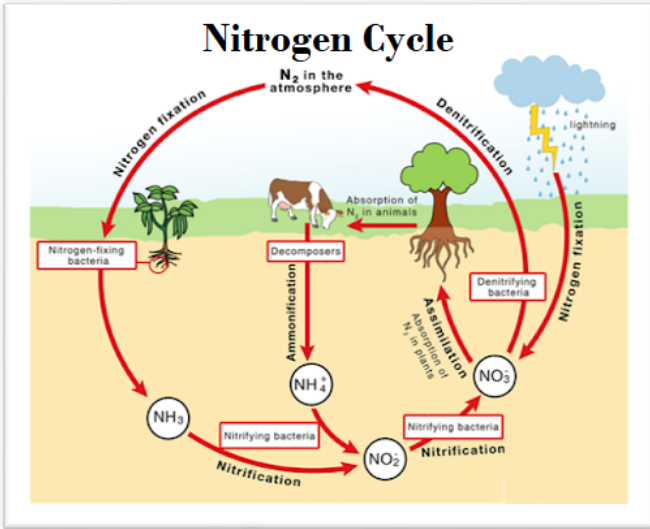 Nitrogen Cycle
N₂ in the
atmosphere
Nitrogen fixation
Denitrification
lightning
Absorption of
N₂ in animals
Nitrogen-fixing
bacteria
Decomposers
Denitrifying
bacteria
Nitrogen fixation
Ammonification
Assimilation
Absorption of
N₂ in plants
NH₄⁺
NO₃⁻
NH₃
Nitrifying bacteria
Nitrifying bacteria
NO₂⁻
Nitrification
Nitrification